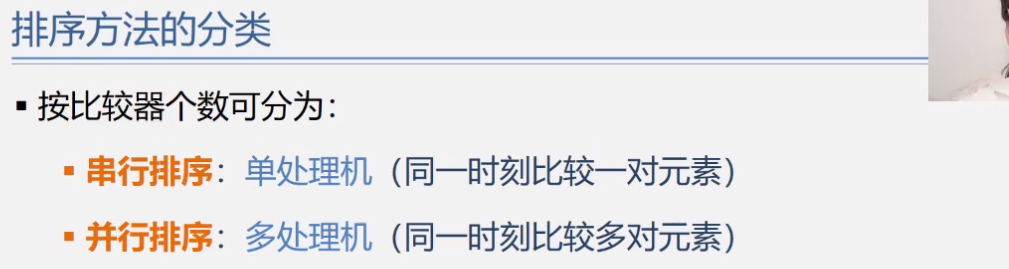 排序方法的分类
▪ 按比较器个数可分为：
▪ 串行排序：单处理机（同一时刻比较一对元素）
▪ 并行排序：多处理机（同一时刻比较多对元素）